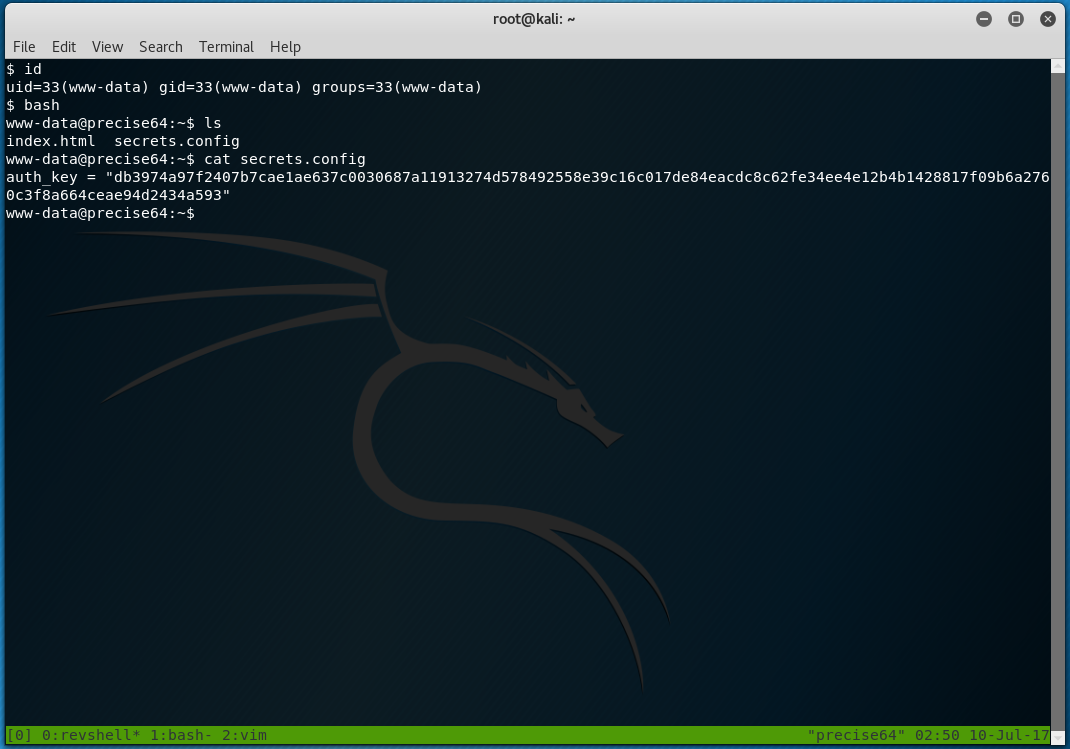 root@kali: ~
File Edit View Search Terminal Help
$ id
uid=33(www-data) gid=33(www-data) groups=33(www-data)
$ bash
www-data@precise64:~$ ls
index.html  secrets.config
www-data@precise64:~$ cat secrets.config
auth_key = "db3974a97f2407b7cae1ae637c0030687a11913274d578492558e39c16c017de84eacdc8c62fe34ee4e12b4b1428817f09b6a276
0c3f8a664ceae94d2434a593"
www-data@precise64:~$
[0] 0:revshell* 1:bash- 2:vim "precise64" 02:50 10-Jul-17